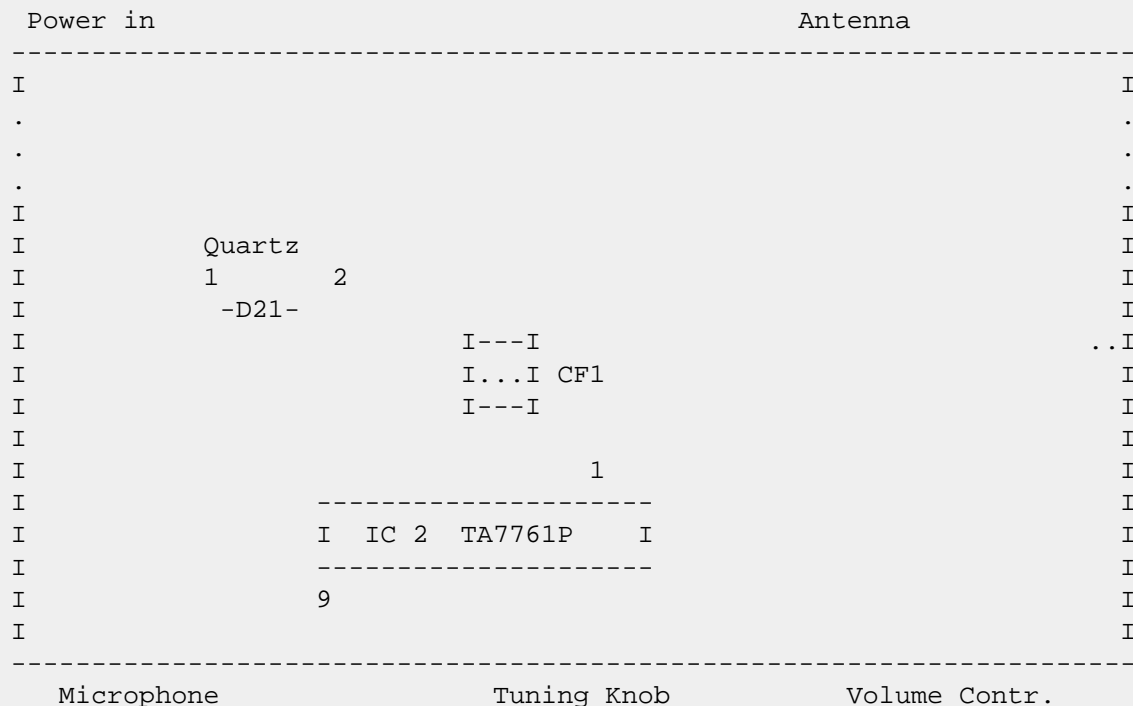 Power in                                        Antenna
----------------------------------------------------------------------
I                                                                    I
.                                                                    .
.                                                                    .
.                                                                    .
I                                                                    I
I           Quartz                                                   I
I           1       2                                                I
I            -D21-                                                   I
I                           I---I                                  ..I
I                           I...I CF1                                I
I                           I---I                                    I
I                                                                    I
I                                   1                                I
I                  ---------------------                             I
I                  I  IC 2  TA7761P    I                             I
I                  ---------------------                             I
I                  9                                                 I
I                                                                    I
----------------------------------------------------------------------
   Microphone                 Tuning Knob           Volume Contr.